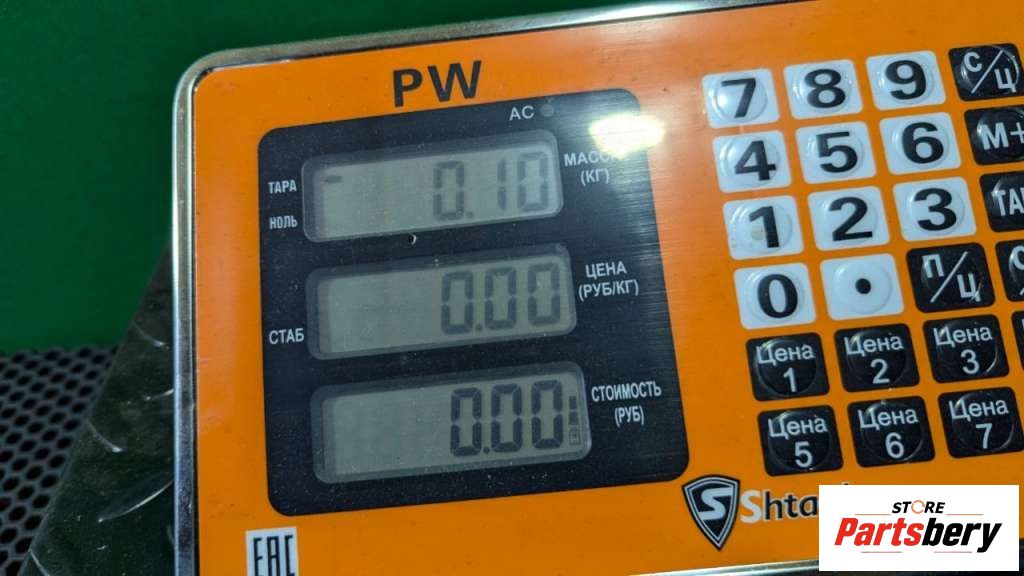 PW
AC
ТАРА
НОЛЬ
- 0.10
(КГ)
0.00
ЦЕНА
(РУБ/КГ)
СТАБ
0.00
СТОИМОСТЬ
(РУБ)
7 8 9 С/Ц
4 5 6 М+
1 2 3
0 . П/Ц
Цена 1
Цена 2
Цена 3
Цена 5
Цена 6
Цена 7
S
EAC
STORE
Partsbery